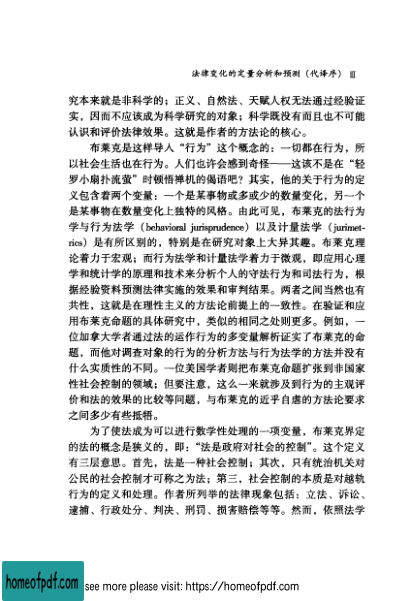 法律变化的定量分析和预测（代译序） Ⅲ
究本来就是非科学的；正义、自然法、天赋人权无法通过经验证
实，因而不应该成为科学研究的对象；科学既没有而且也不可能
认识和评价法律效果。这就是作者的方法论的核心。
布莱克是这样导人“行为”这个概念的：一切都在行为，所
以社会生活也在行为。人们也许会感到奇怪——这该不是在“轻
罗小扇扑流萤”时顿悟禅机的偈语吧？其实，他的关于行为的定
义包含着两个变量：一个是某事物或多或少的数量变化，另一个
是某事物在数量变化上独特的风格。由此可见，布莱克的法行为
学与行为法学（behavioral jurisprudence）以及计量法学（jurimet-
rics）是有所区别的，特别是在研究对象上大异其趣。布莱克理
论着力于宏观；而行为法学和计量法学着力于微观，即应用心理
学和统计学的原理和技术来分析个人的守法行为和司法行为，根
据经验资料预测法律实施的效果和审判结果。两者之间当然也有
共性，这就是在理性主义的方法论前提上的一致性。在验证和应
用布莱克命题的具体研究中，类似的相同之处则更多。例如，一
位加拿大学者通过法的运作行为的多变量解析证实了布莱克的命
题，而他对调查对象的行为的分析方法与行为法学的方法并没有
什么实质性的不同。一位美国学者则把布莱克命题扩张到非国家
性社会控制的领域；但要注意，这么一来就涉及到行为的主观评
价和法的效果的比较等问题，与布莱克的近乎自虐的方法论要求
之间多少有些抵牾。
为了使法成为可以进行数学性处理的一项变量，布莱克界定
的法的概念是狭义的，即：“法是政府对社会的控制”。这个定义
有三层意思。首先，法是一种社会控制；其次，只有统治机关对
公民的社会控制才可称之为法；第三，社会控制的本质是对越轨
行为的定义和处理。作者所列举的法律现象包括：立法、诉讼、
逮捕、行政处分、判决、刑罚、损害赔偿等等。然而，依照法学
homeofpdf.com
see more please visit: https://homeofpdf.com